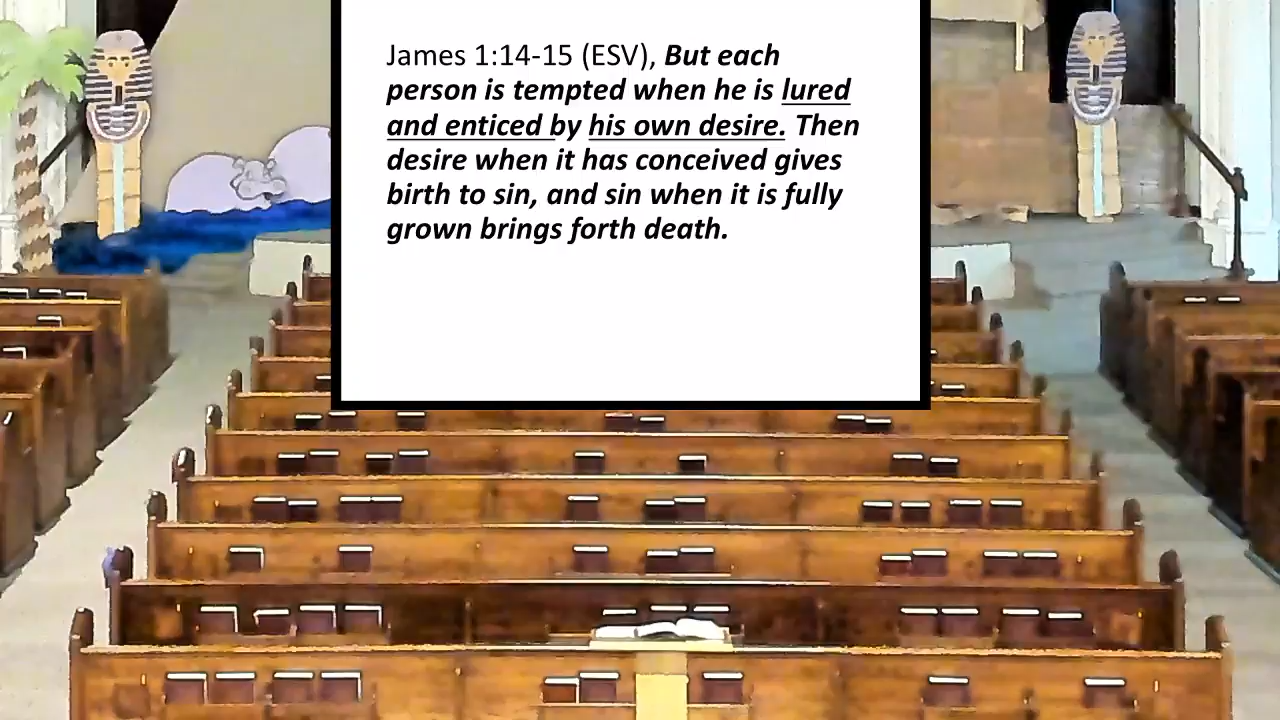 James 1:14-15 (ESV), But each
person is tempted when he is lured
and enticed by his own desire. Then
desire when it has conceived gives
birth to sin, and sin when it is fully
grown brings forth death.